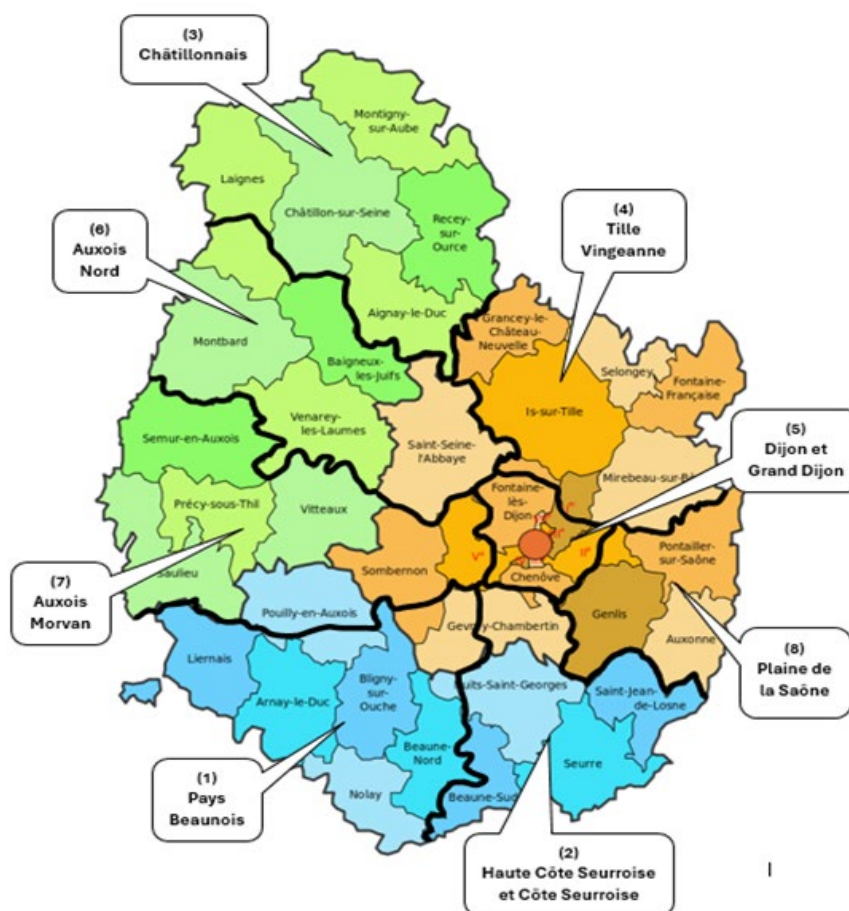 (3)
Châtillonnais
Montigny-
sur-Aube
Laignes
Châtillon-sur-Seine
Recey-
sur-
Ource
(6)
Auxois
Nord
(4)
Tille
Vingeanne
Aignay-le-Duc
Grancey-le-
Château-
Neuvelle
Montbard
Baigneux-
les-Juifs
Selongey
Fontaine-
Française
Is-sur-Tille
Venarey-
les-Laumes
(5)
Dijon et
Grand Dijon
Semur-en-Auxois
Saint-Seine-
l'Abbaye
Mirebeau-sur-Bè
Fontaine-
lès-
Dijon
Précy-sous-Thil
Vitteaux
Pontailler-
sur-Saône
Sombernon
Saulieu
Chenôve
(7)
Auxois
Morvan
Pouilly-en-Auxois
Genlis
Gevrey-Chambertin
Auxonne
(8)
Plaine de
la Saône
Liernais
Bligny-
sur-
Ouche
uits-Saint-Georges
Saint-Jean-
de-Losne
Arnay-le-Duc
Beaune-
Nord
Seurre
(1)
Pays
Beaunois
Nolay
Beaune-Sud
(2)
Haute Côte Seurroise
et Côte Seurroise